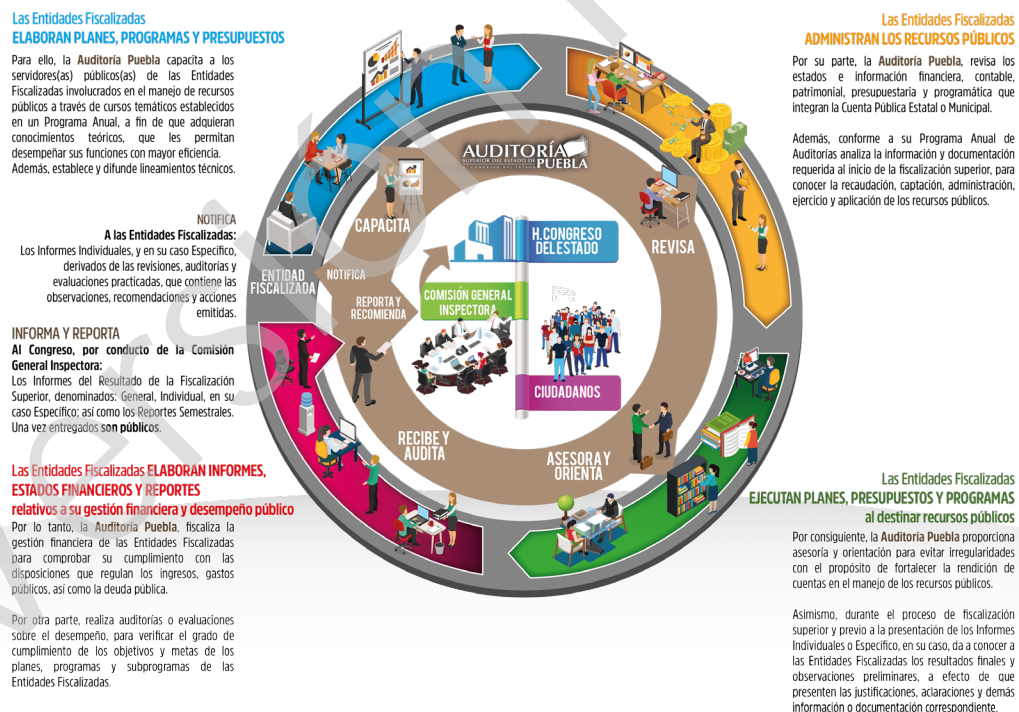 Las Entidades Fiscalizadas
ELABORAN PLANES, PROGRAMAS Y PRESUPUESTOS
Para ello, la Auditoría Puebla capacita a los
servidores(as) públicos(as) de las Entidades
Fiscalizadas involucrados en el manejo de recursos
públicos a través de cursos temáticos establecidos
en un Programa Anual, a fin de que adquieran
conocimientos teóricos, que les permitan
desempeñar sus funciones con mayor eficiencia.
Además, establece y difunde lineamientos técnicos.
NOTIFICA
A las Entidades Fiscalizadas:
Los Informes Individuales, y en su caso Específico,
derivados de las revisiones, auditorías y
evaluaciones practicadas, que contiene las
observaciones, recomendaciones y acciones
emitidas.
INFORMA Y REPORTA
Al Congreso, por conducto de la Comisión
General Inspectora:
Los Informes del Resultado de la Fiscalización
Superior, denominados: General, Individual, en su
caso Específico; así como los Reportes Semestrales.
Una vez entregados son públicos.
Las Entidades Fiscalizadas ELABORAN INFORMES,
ESTADOS FINANCIEROS Y REPORTES
relativos a su gestión financiera y desempeño público
Por lo tanto, la Auditoría Puebla, fiscaliza la
gestión financiera de las Entidades Fiscalizadas
para comprobar su cumplimiento con las
disposiciones que regulan los ingresos, gastos
públicos, así como la deuda pública.
Por otra parte, realiza auditorías o evaluaciones
sobre el desempeño, para verificar el grado de
cumplimiento de los objetivos y metas de los
planes, programas y subprogramas de las
Entidades Fiscalizadas.
AUDITORÍA
SUPERIOR DEL ESTADO DE PUEBLA
CONGRESO DEL ESTADO
CAPACITA
REVISA
H. CONGRESO
DEL ESTADO
ENTIDAD
FISCALIZADA
NOTIFICA
REPORTA Y
RECOMIENDA
COMISIÓN GENERAL
INSPECTORA
CIUDADANOS
RECIBE Y
AUDITA
ASESORA Y
ORIENTA
Las Entidades Fiscalizadas
ADMINISTRAN LOS RECURSOS PÚBLICOS
Por su parte, la Auditoría Puebla, revisa los
estados e información financiera, contable,
patrimonial, presupuestaria y programática que
integran la Cuenta Pública Estatal o Municipal.
Además, conforme a su Programa Anual de
Auditorías analiza la información y documentación
requerida al inicio de la fiscalización superior, para
conocer la recaudación, captación, administración,
ejercicio y aplicación de los recursos públicos.
Las Entidades Fiscalizadas
EJECUTAN PLANES, PRESUPUESTOS Y PROGRAMAS
al destinar recursos públicos
Por consiguiente, la Auditoría Puebla proporciona
asesoría y orientación para evitar irregularidades
con el propósito de fortalecer la rendición de
cuentas en el manejo de los recursos públicos.
Asimismo, durante el proceso de fiscalización
superior y previo a la presentación de los Informes
Individuales o Específico, en su caso, da a conocer a
las Entidades Fiscalizadas los resultados finales y
observaciones preliminares, a efecto de que
presenten las justificaciones, aclaraciones y demás
información o documentación correspondiente.